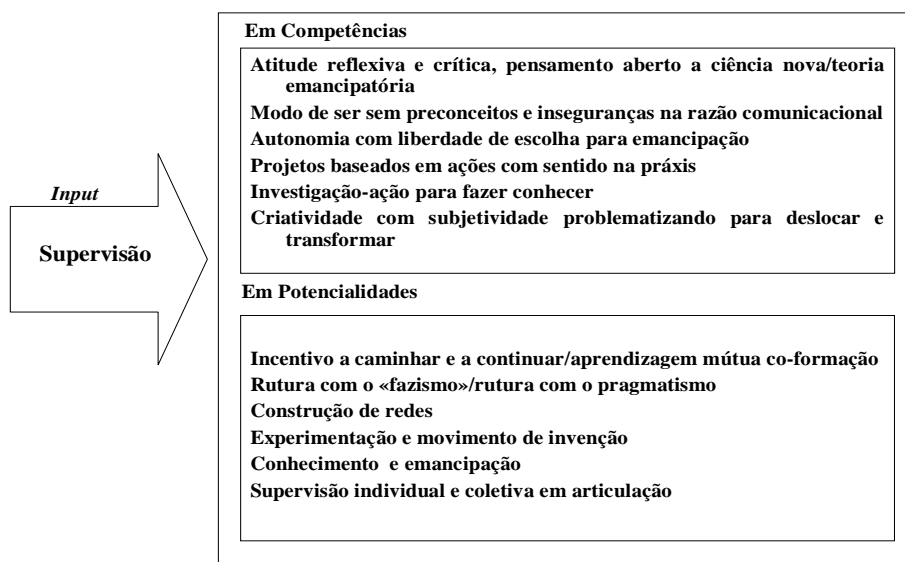 Em Competências
Atitude reflexiva e crítica, pensamento aberto a ciência nova/teoria
emancipatória
Modo de ser sem preconceitos e inseguranças na razão comunicacional
Autonomia com liberdade de escolha para emancipação
Projetos baseados em ações com sentido na práxis
Investigação-ação para fazer conhecer
Criatividade com subjetividade problematizando para deslocar e
transformar
Input
Supervisão
Em Potencialidades
Incentivo a caminhar e a continuar/aprendizagem mútua co-formação
Rutura com o «fazismo»/rutura com o pragmatismo
Construção de redes
Experimentação e movimento de invenção
Conhecimento e emancipação
Supervisão individual e coletiva em articulação